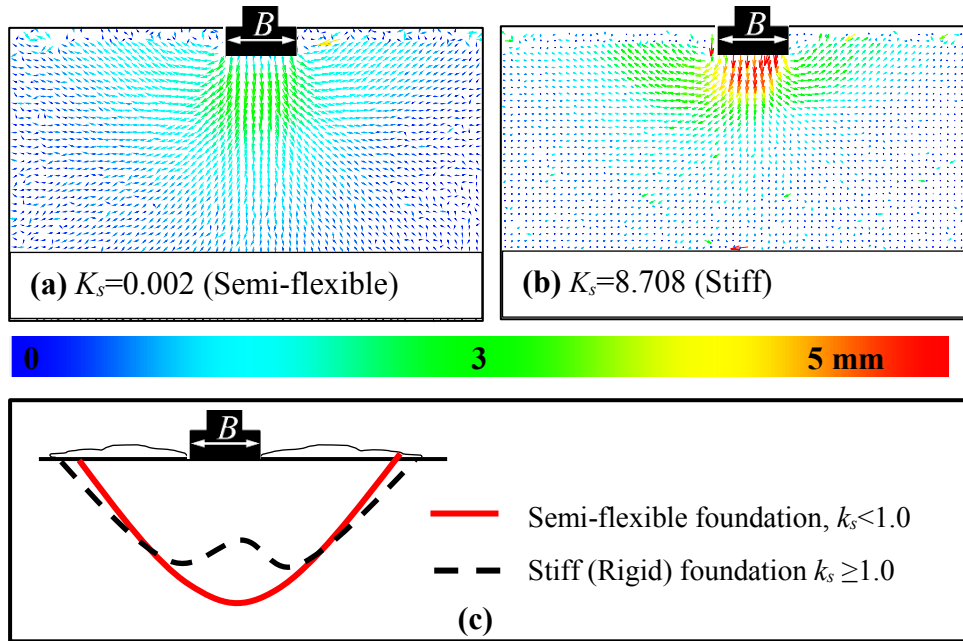 B
B
(a) Ks=0.002 (Semi-flexible)
(b) Ks=8.708 (Stiff)
0 3 5 mm
B
Semi-flexible foundation, ks<1.0
Stiff (Rigid) foundation ks ≥1.0
(c)